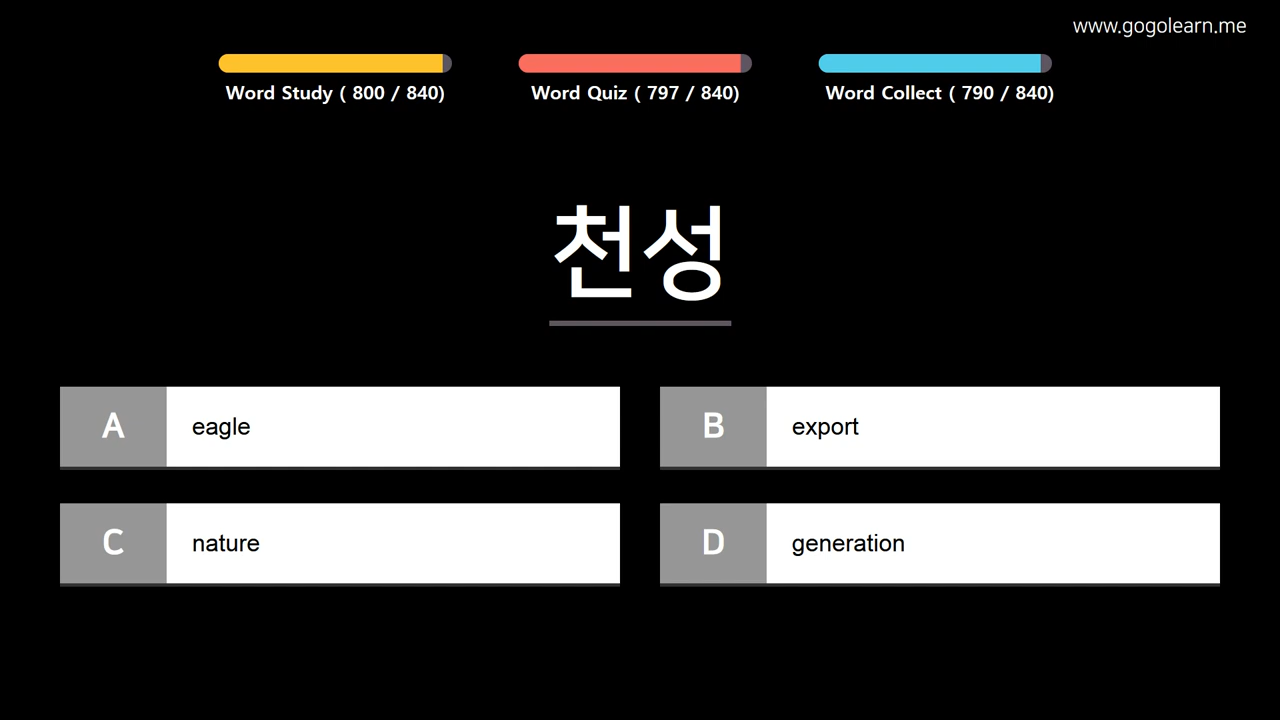 www.gogolearn.me
Word Study ( 800 / 840)
Word Quiz ( 797 / 840)
Word Collect ( 790 / 840)
천성
A eagle
B export
C nature
D generation